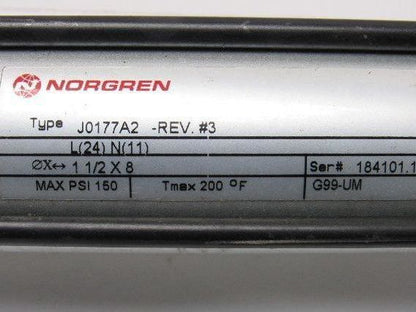 NORGREN
Type J0177A2 -REV. #3
L(24) N(11)
ØX↔ 1 1/2 X 8 Ser# 184101.1
MAX PSI 150 Tmax 200 °F G99-UM